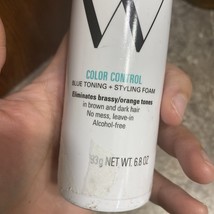 W
COLOR CONTROL
BLUE TONING + STYLING FOAM
Eliminates brassy/orange tones
in brown and dark hair
No mess, leave-in
Alcohol-free
NET WT. 6.8 OZ